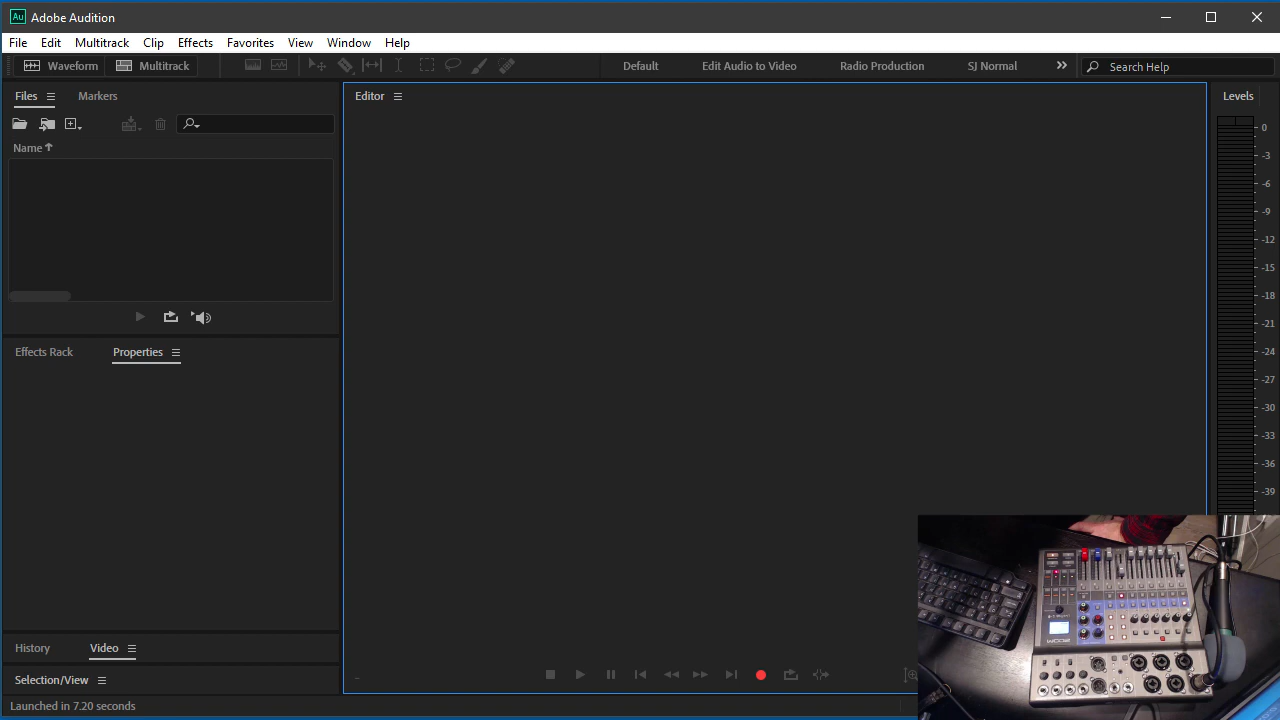 Au Adobe Audition
File Edit Multitrack Clip Effects Favorites View Window Help
Waveform Multitrack Default Edit Audio to Video Radio Production SJ Normal Search Help
Files Markers
Name
Effects Rack Properties
History Video
Selection/View
Launched in 7.20 seconds
Editor
Levels
0
-3
-6
-9
-12
-15
-18
-21
-24
-27
-30
-33
-36
-39
ZOOM